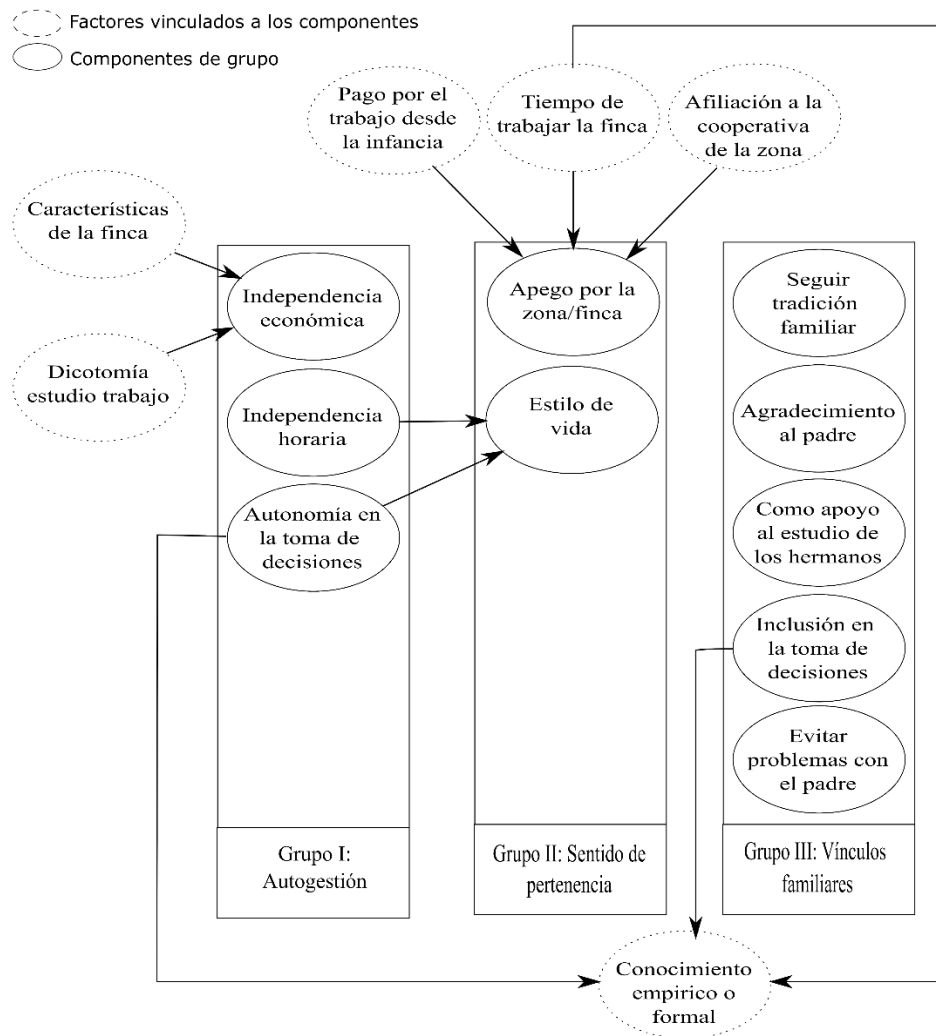 Factores vinculados a los componentes
Componentes de grupo
Pago por el
trabajo desde
la infancia
Tiempo de
trabajar la finca
Afiliación a la
cooperativa
de la zona
Características
de la finca
Dicotomía
estudio trabajo
Independencia
económica
Independencia
horaria
Autonomía en
la toma de
decisiones
Grupo I:
Autogestión
Apego por la
zona/finca
Estilo de
vida
Grupo II: Sentido de
pertenencia
Seguir
tradición
familiar
Agradecimiento
al padre
Como apoyo
al estudio de
los hermanos
Inclusión en
la toma de
decisiones
Evitar
problemas con
el padre
Grupo III: Vínculos
familiares
Conocimiento
empírico o
formal